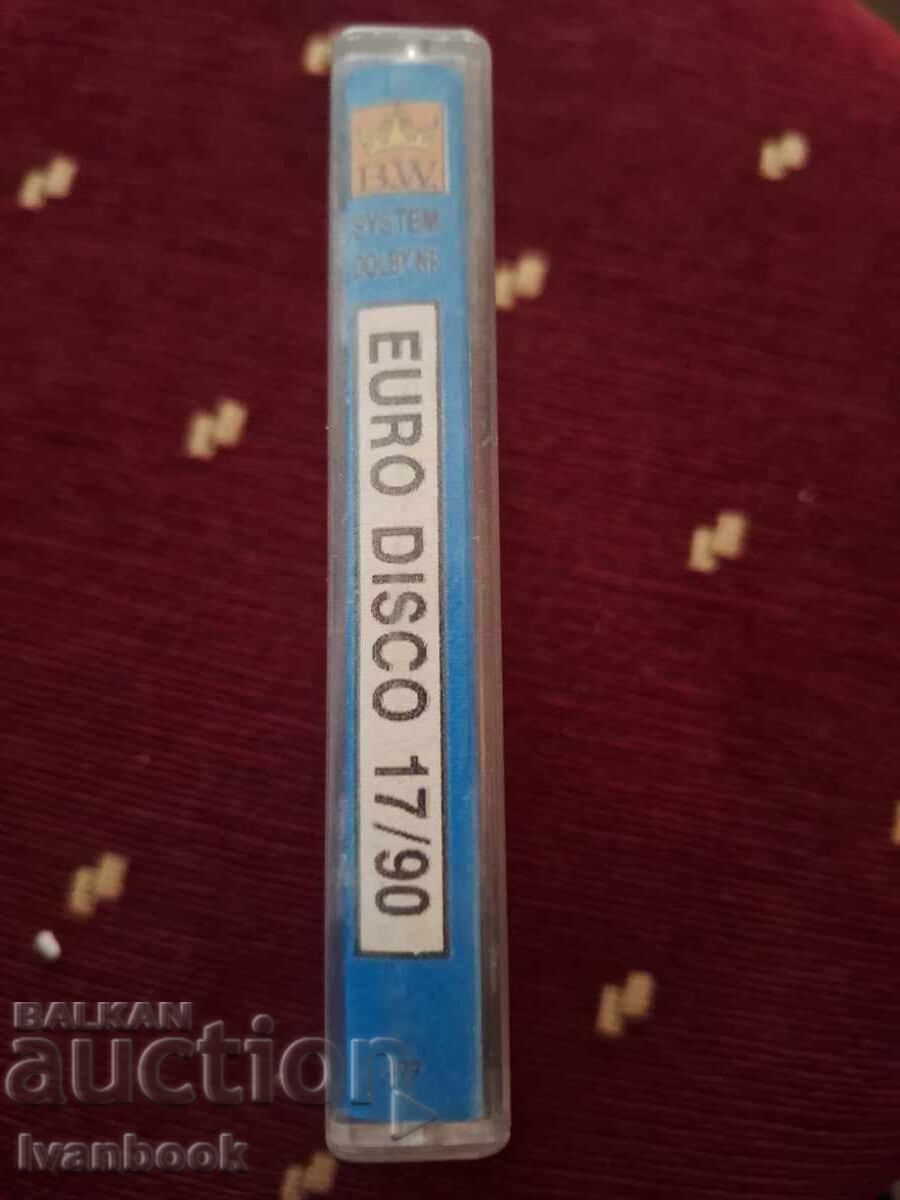 B.W.
SYSTEM
DOLBY NR
EURO DISCO 17/90
BALKAN
auction
Ivanbook